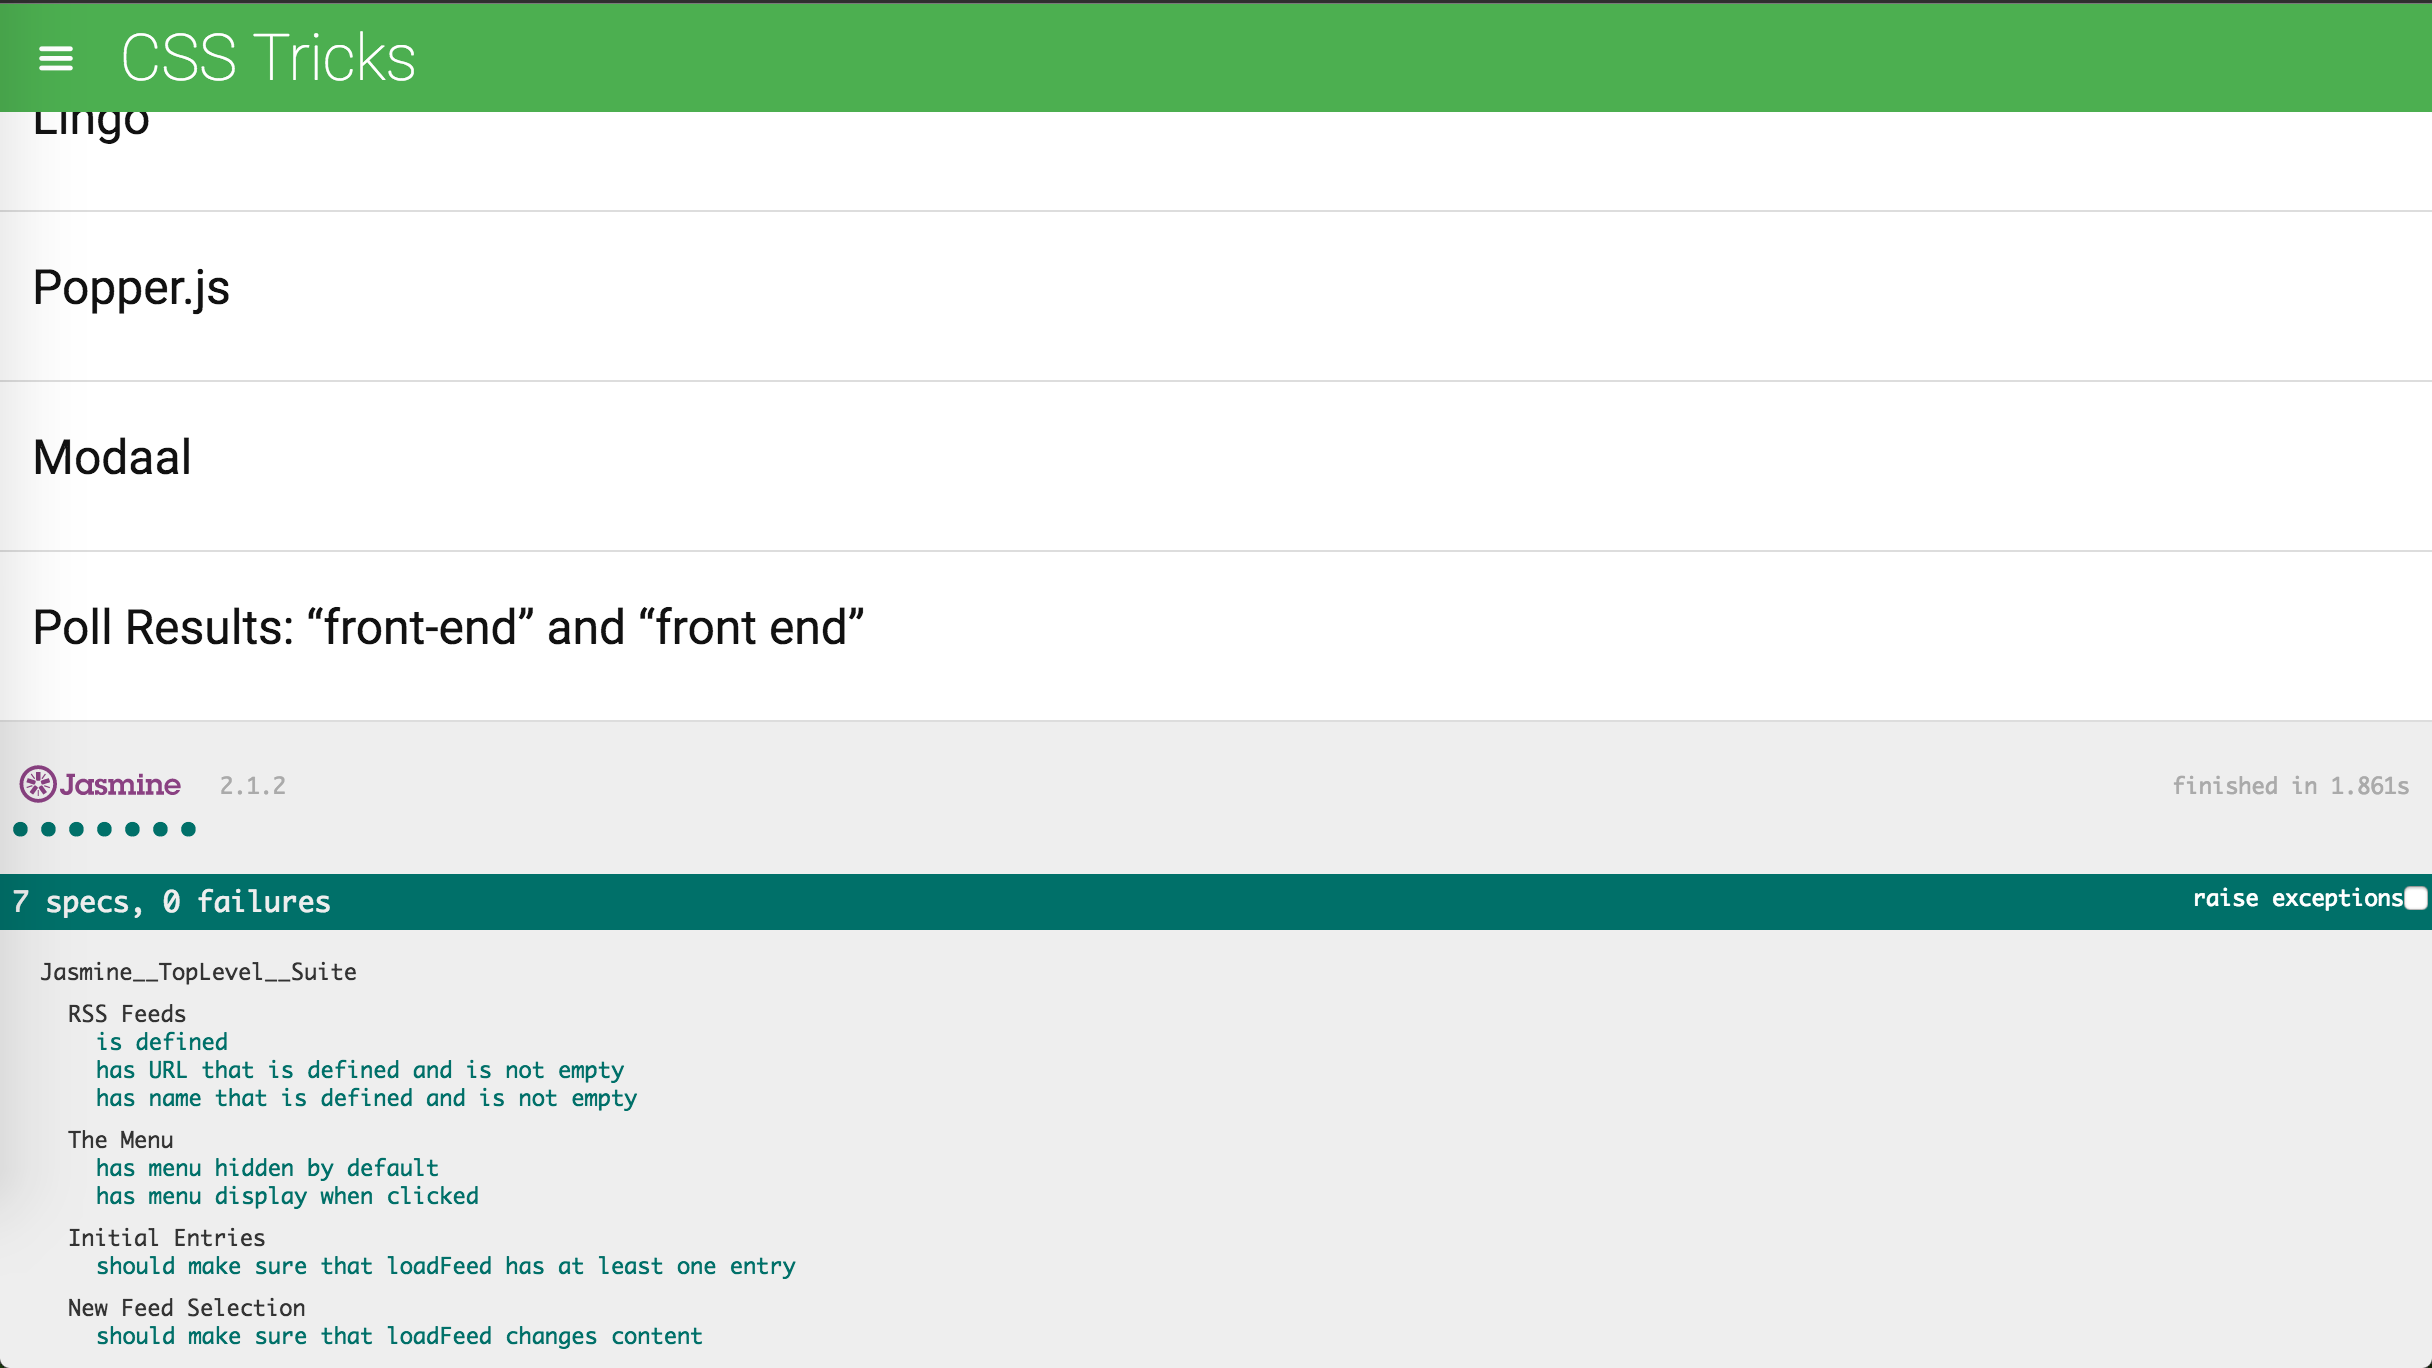 CSS Tricks
Lingo
Popper.js
Modaal
Poll Results: “front-end” and “front end”
Jasmine 2.1.2 finished in 1.861s
7 specs, 0 failures raise exceptions
Jasmine__TopLevel__Suite
RSS Feeds
is defined
has URL that is defined and is not empty
has name that is defined and is not empty
The Menu
has menu hidden by default
has menu display when clicked
Initial Entries
should make sure that loadFeed has at least one entry
New Feed Selection
should make sure that loadFeed changes content